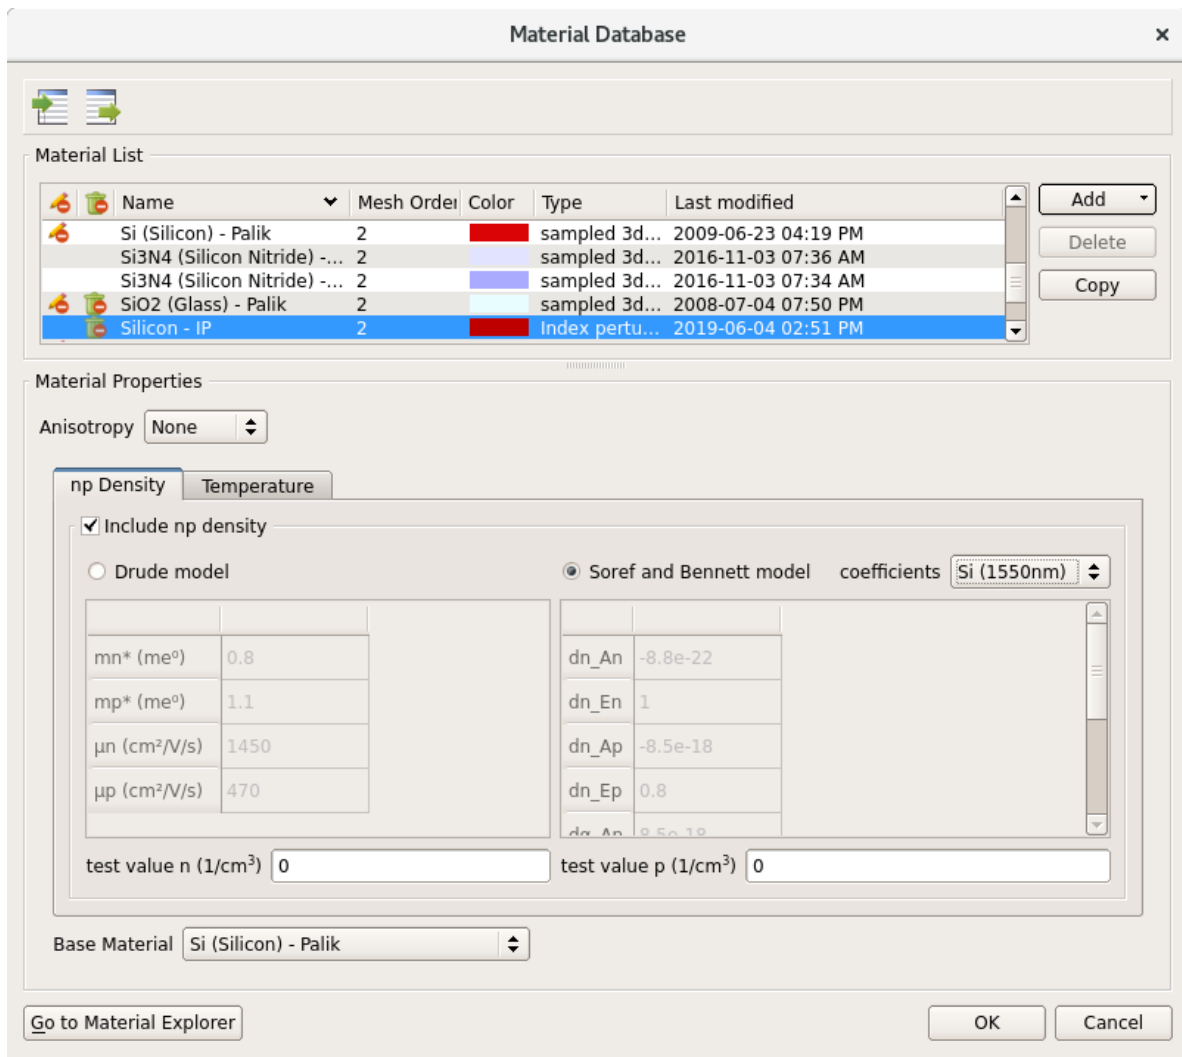 Material Database
Material List
Name Mesh Order Color Type Last modified
Si (Silicon) - Palik 2 sampled 3d... 2009-06-23 04:19 PM
Si3N4 (Silicon Nitride) -... 2 sampled 3d... 2016-11-03 07:36 AM
Si3N4 (Silicon Nitride) -... 2 sampled 3d... 2016-11-03 07:34 AM
SiO2 (Glass) - Palik 2 sampled 3d... 2008-07-04 07:50 PM
Silicon - IP 2 Index pertu... 2019-06-04 02:51 PM
Add
Delete
Copy
Material Properties
Anisotropy None
np Density Temperature
Include np density
Drude model Soref and Bennett model coefficients Si (1550nm)
mn* (meº) 0.8 dn_An -8.8e-22
mp* (meº) 1.1 dn_En 1
μn (cm²/V/s) 1450 dn_Ap -8.5e-18
μp (cm²/V/s) 470 dn_Ep 0.8
test value n (1/cm³) 0 test value p (1/cm³) 0
Base Material Si (Silicon) - Palik
Go to Material Explorer OK Cancel